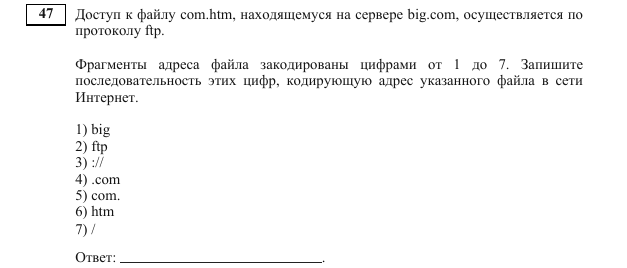 47
Доступ к файлу com.htm, находящемуся на сервере big.com, осуществляется по
протоколу ftp.
Фрагменты адреса файла закодированы цифрами от 1 до 7. Запишите
последовательность этих цифр, кодирующую адрес указанного файла в сети
Интернет.
1) big
2) ftp
3) ://
4) .com
5) com.
6) htm
7) /
Ответ: ______________________________.